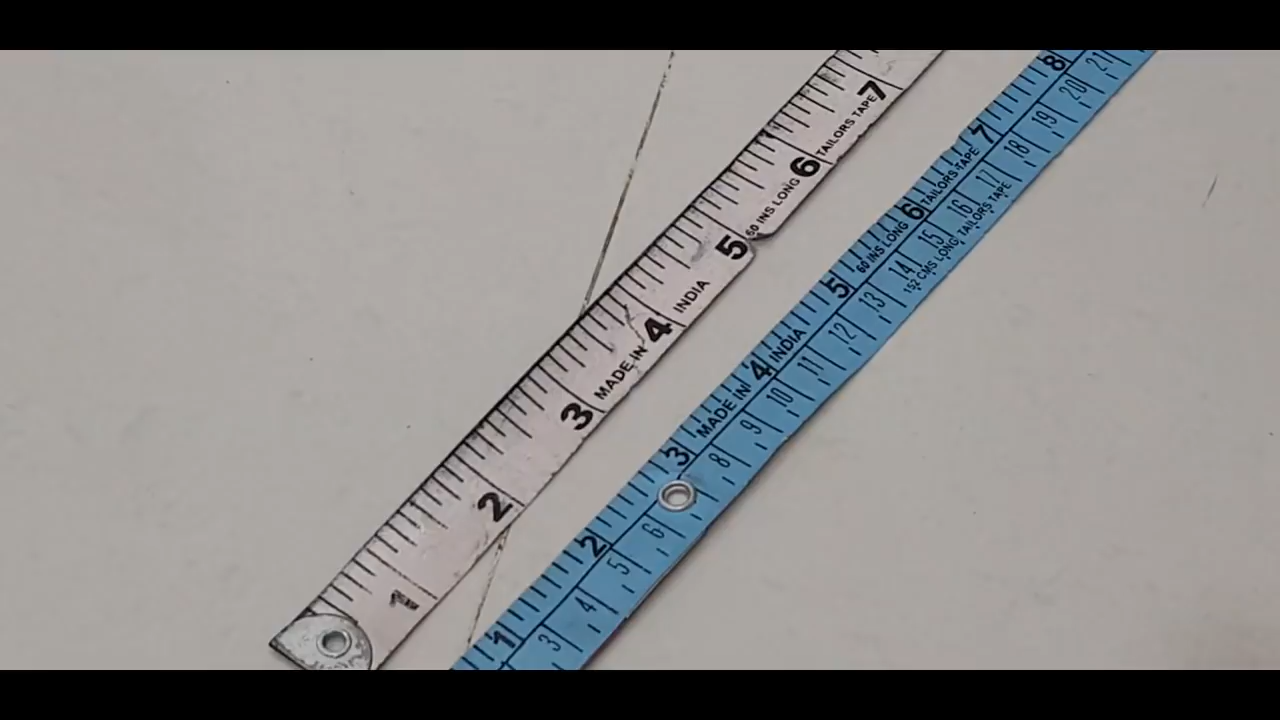 1 2 3 MADE IN 4 INDIA 5 60 INS LONG 6 TAILORS TAPE 7
1 2 3 MADE IN 4 INDIA 5 60 INS LONG 6 TAILORS TAPE 7 8
3 4 5 6 8 9 10 11 12 13 14 15 16 17 18 19 20 21
152 CMS LONG TAILORS TAPE